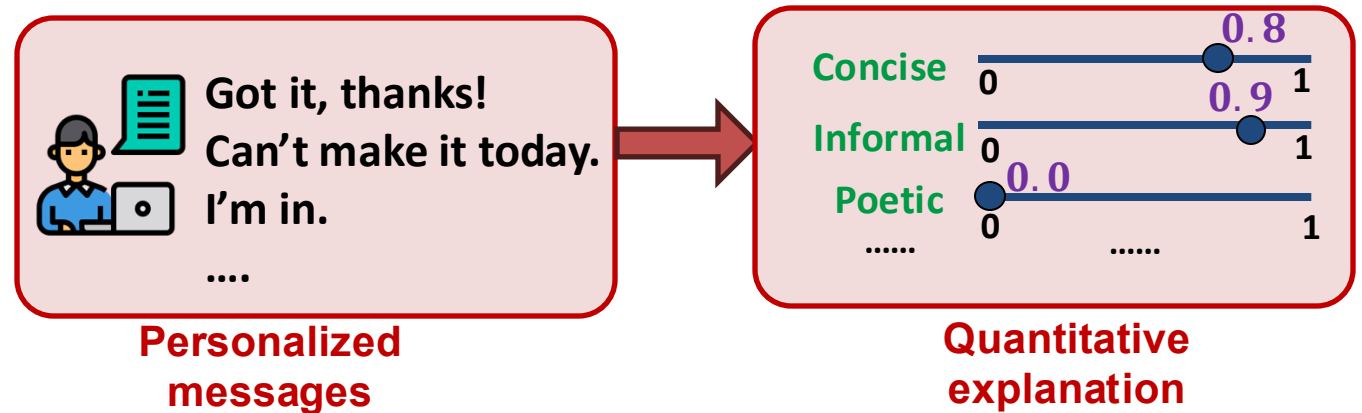 Got it, thanks!
Can't make it today.
I'm in.
....
Personalized
messages
0.8
Concise
0 1
0.9
Informal
0 1
0.0
Poetic
0 1
...... ......
Quantitative
explanation